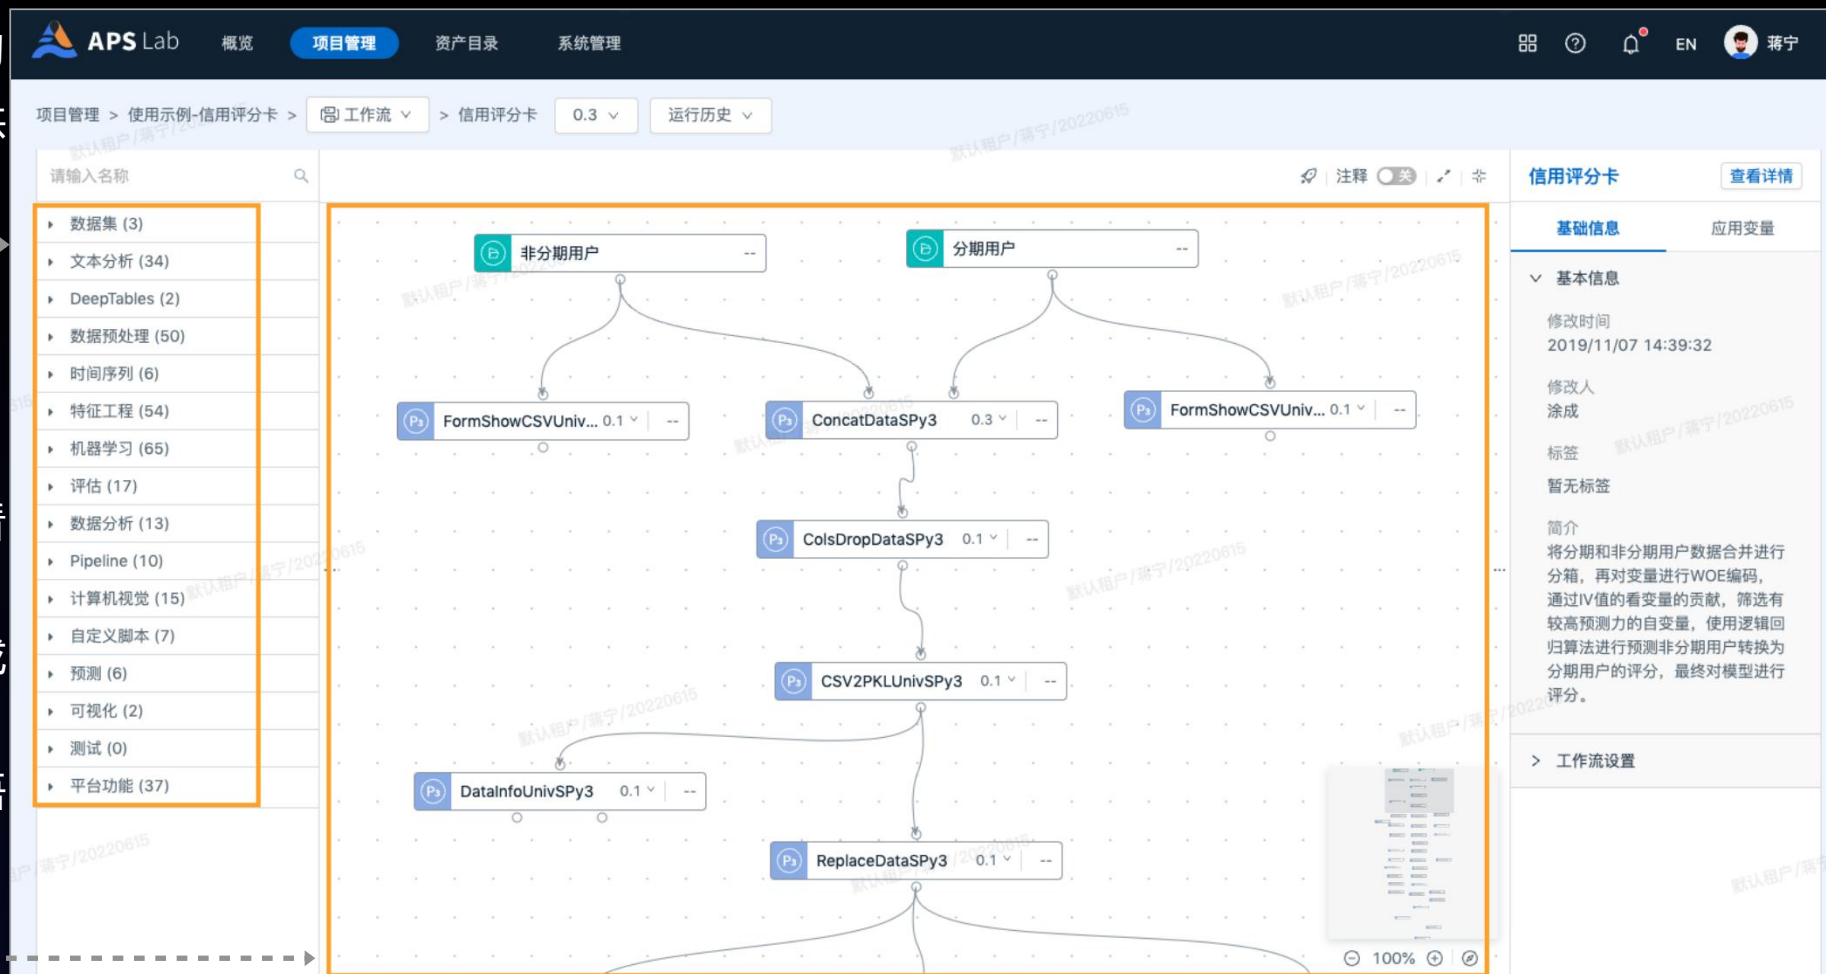 APS Lab
概览
项目管理
资产目录
系统管理
EN
蒋宁
项目管理 > 使用示例-信用评分卡 > 工作流 > 信用评分卡 0.3 运行历史
请输入名称
注释 关
信用评分卡 查看详情
基础信息 应用变量
数据集 (3)
文本分析 (34)
DeepTables (2)
数据预处理 (50)
时间序列 (6)
特征工程 (54)
机器学习 (65)
评估 (17)
数据分析 (13)
Pipeline (10)
计算机视觉 (15)
自定义脚本 (7)
预测 (6)
可视化 (2)
测试 (0)
平台功能 (37)
非分期用户 --
分期用户 --
FormShowCSVUniv... 0.1 --
ConcatDataSPy3 0.3 --
FormShowCSVUniv... 0.1 --
ColsDropDataSPy3 0.1 --
CSV2PKLUnivSPy3 0.1 --
DataInfoUnivSPy3 0.1 --
ReplaceDataSPy3 0.1 --
100%
基本信息
修改时间
2019/11/07 14:39:32
修改人
涂成
标签
暂无标签
简介
将分期和非分期用户数据合并进行
分箱，再对变量进行WOE编码，
通过IV值的看变量的贡献，筛选有
较高预测力的自变量，使用逻辑回
归算法进行预测非分期用户转换为
分期用户的评分，最终对模型进行
评分。
工作流设置
默认租户/蒋宁/20220615